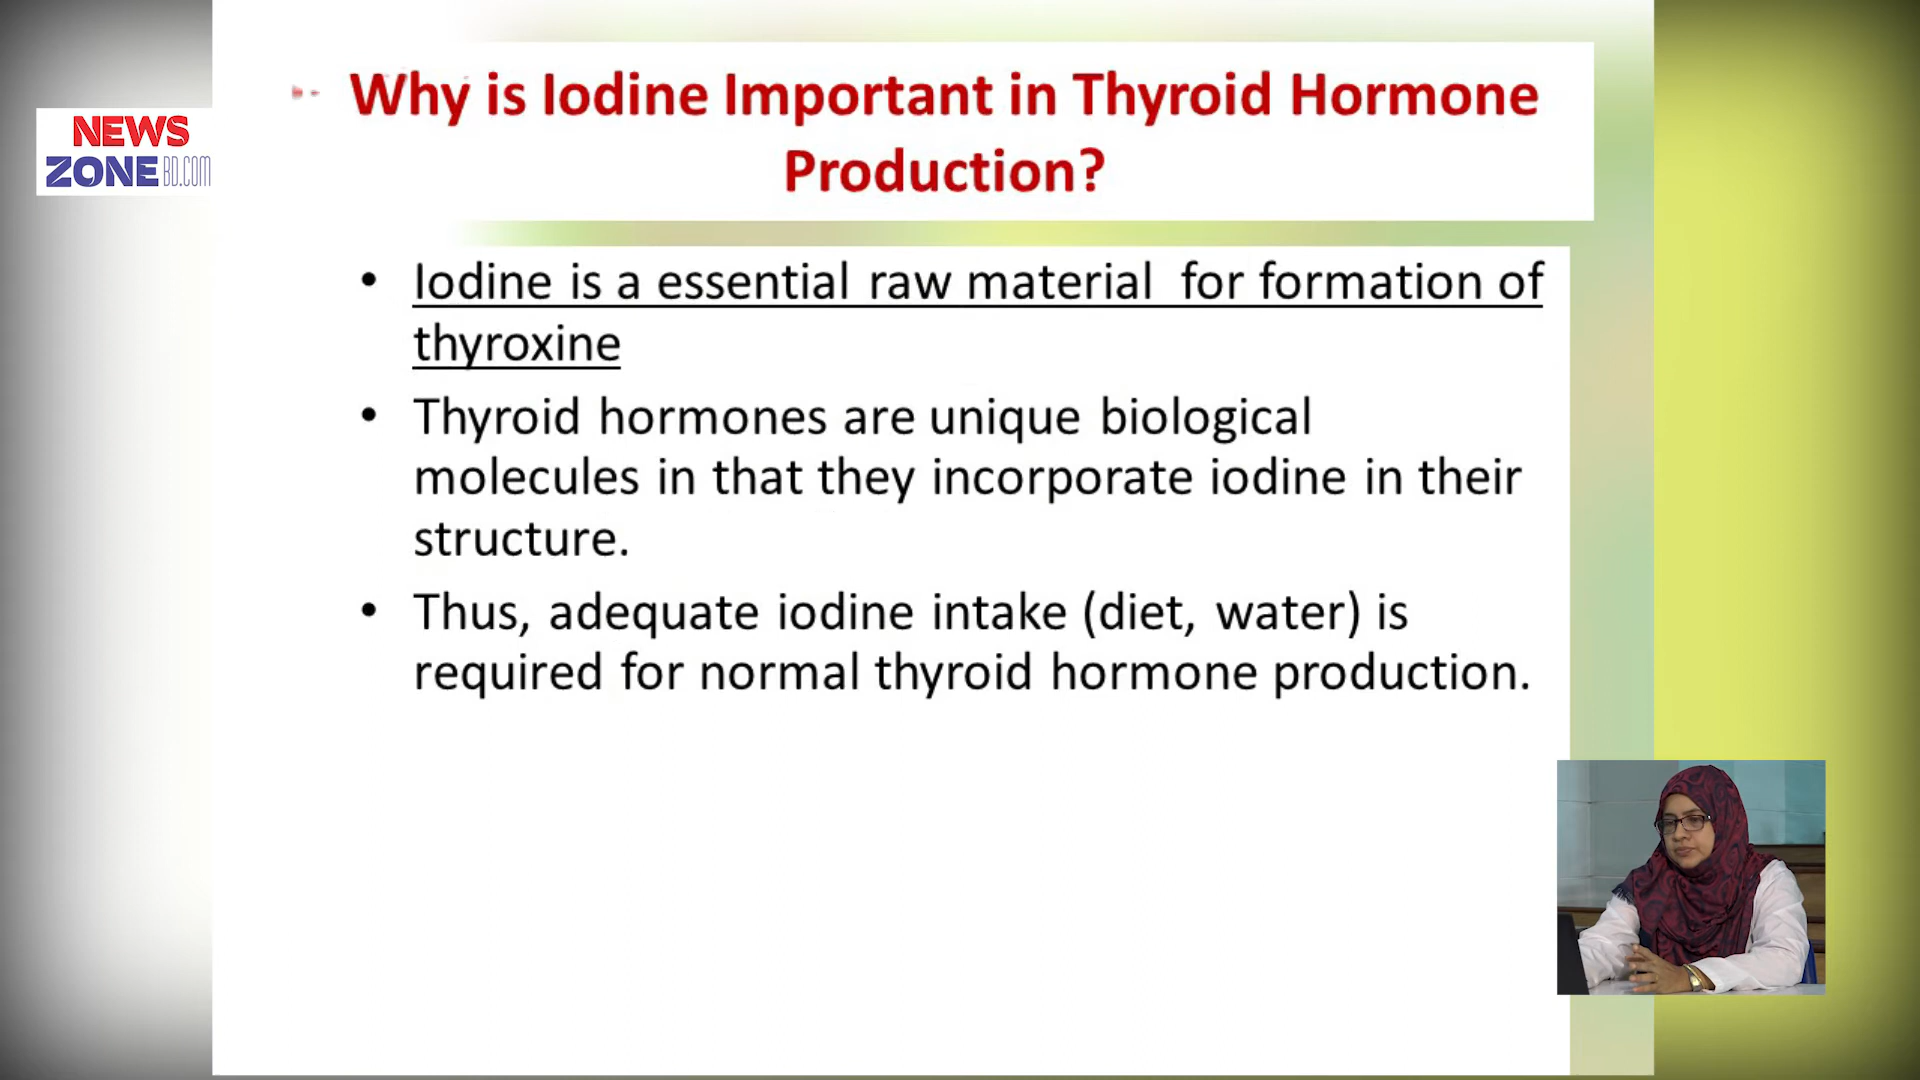 Why is Iodine Important in Thyroid Hormone
Production?
NEWS
ZONE BD.COM
• Iodine is a essential raw material for formation of
thyroxine
• Thyroid hormones are unique biological
molecules in that they incorporate iodine in their
structure.
• Thus, adequate iodine intake (diet, water) is
required for normal thyroid hormone production.